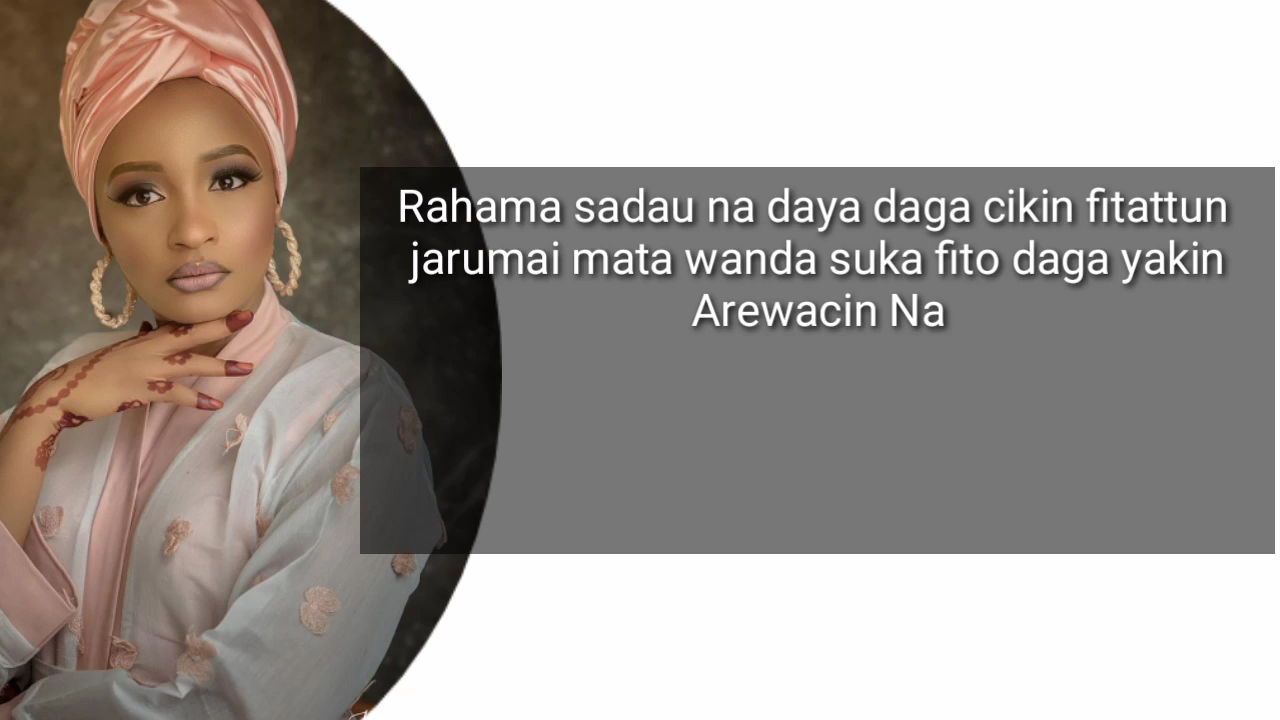 Rahama sadau na daya daga cikin fitattun
jarumai mata wanda suka fito daga yakin
Arewacin Na